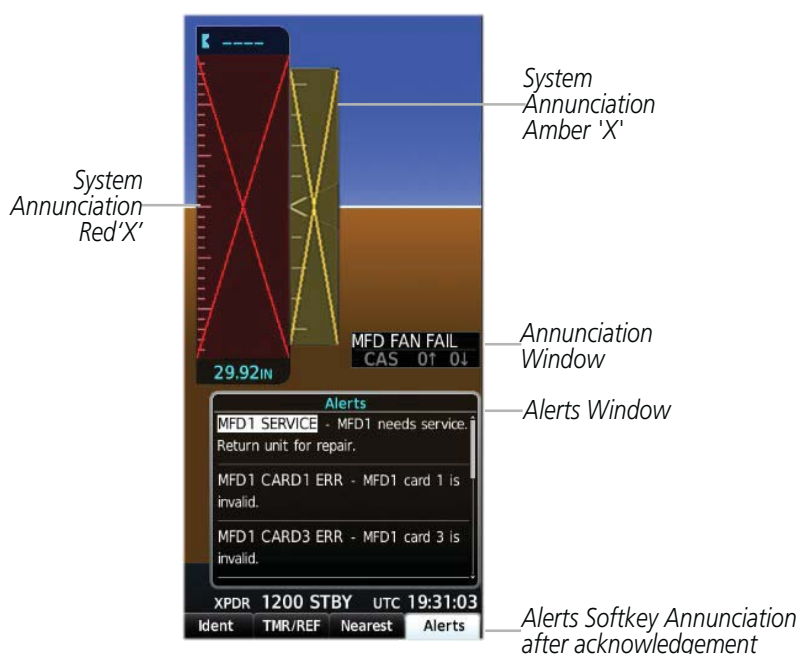 System
Annunciation
Amber 'X'
System
Annunciation
Red‘X’
----
29.92IN
MFD FAN FAIL
CAS 0↑ 0↓
Annunciation
Window
Alerts
MFD1 SERVICE - MFD1 needs service.
Return unit for repair.
MFD1 CARD1 ERR - MFD1 card 1 is
invalid.
MFD1 CARD3 ERR - MFD1 card 3 is
invalid.
Alerts Window
XPDR 1200 STBY UTC 19:31:03
Ident TMR/REF Nearest Alerts
Alerts Softkey Annunciation
after acknowledgement